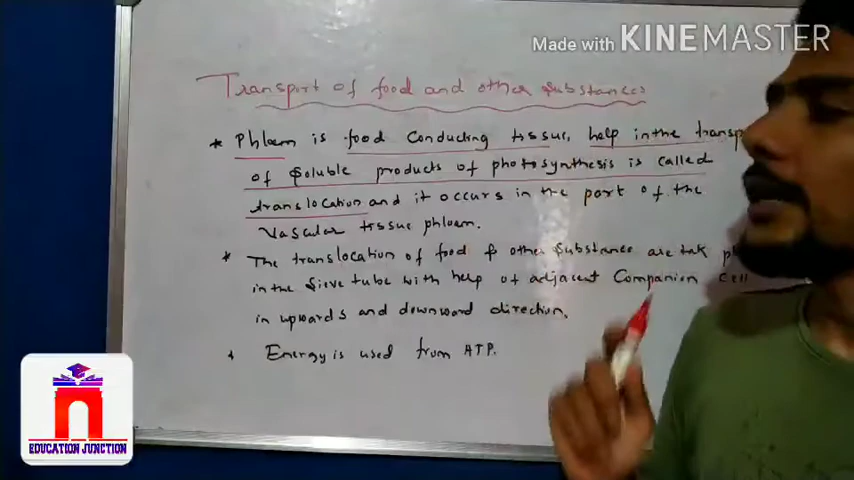 Made with KINEMASTER
Transport of food and other substances
* Phloem is food conducting tissue, help in the transp
of soluble products of photosynthesis is called
translocation and it occurs in the part of the
vascular tissue phloem.
* The translocation of food & other substance are tak
in the sieve tube with help of adjacent Companion cell
in upwards and downward direction.
* Energy is used from ATP.
EDUCATION JUNCTION